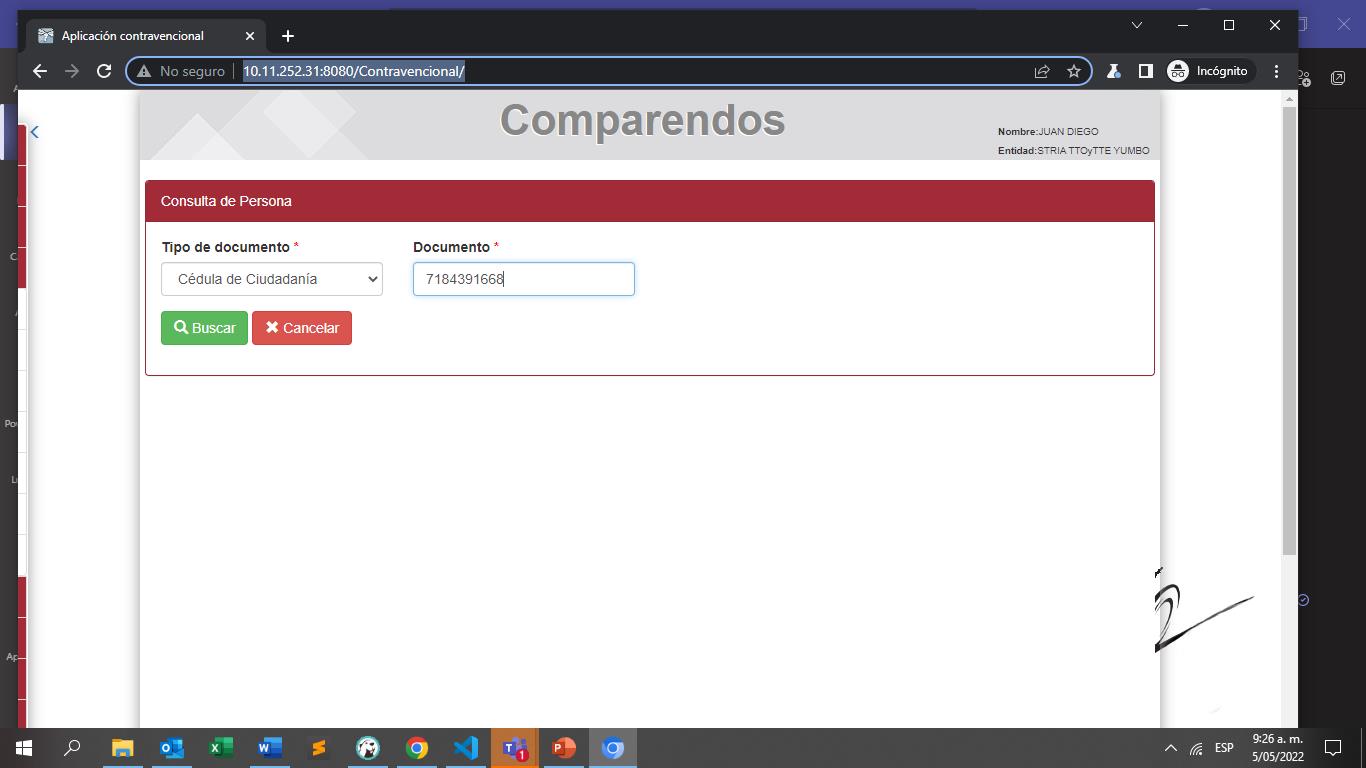 Aplicación contravencional
No seguro
10.11.252.31:8080/Contravencional/
Incógnito
Comparendos
Nombre:JUAN DIEGO
Entidad:STRIA TTOyTTE YUMBO
Consulta de Persona
Tipo de documento *
Documento *
Cédula de Ciudadanía
7184391668
Buscar
Cancelar
ESP
9:26 a. m.
5/05/2022
1